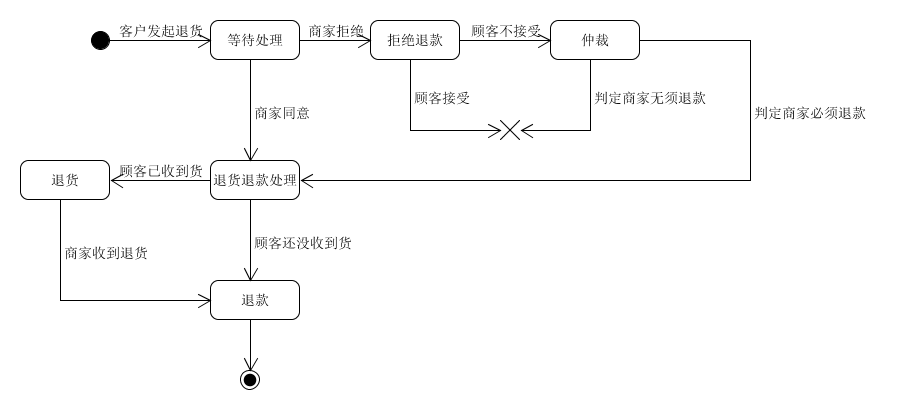 客户发起退货
等待处理
商家拒绝
拒绝退款
顾客不接受
仲裁
商家同意
顾客接受
判定商家无须退款
判定商家必须退款
退货
顾客已收到货
退货退款处理
商家收到退货
顾客还没收到货
退款